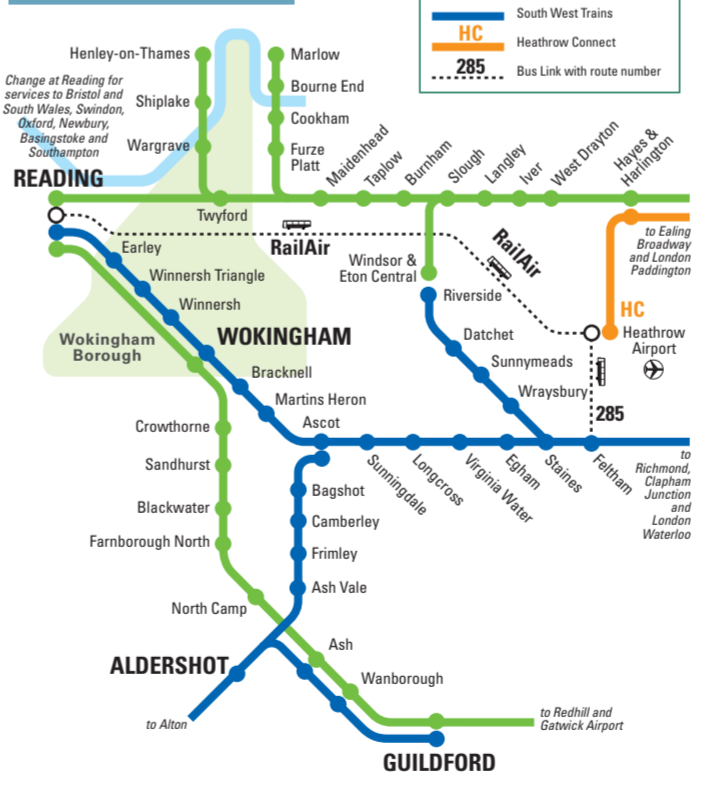 South West Trains
HC
Heathrow Connect
285
Bus Link with route number
Henley-on-Thames
Marlow
Change at Reading for
services to Bristol and
South Wales, Swindon,
Oxford, Newbury,
Basingstoke and
Southampton
Shiplake
Bourne End
Cookham
Wargrave
Furze
Platt
Maidenhead
Taplow
Burnham
Slough
Langley
Iver
West Drayton
Hayes &
Harlington
READING
Twyford
RailAir
RailAir
to Ealing
Broadway
and London
Paddington
Earley
Windsor &
Eton Central
Winnersh Triangle
Riverside
Winnersh
HC
Heathrow
Airport
Wokingham
Borough
WOKINGHAM
Datchet
Sunnymeads
Bracknell
Wraysbury
Martins Heron
285
Ascot
Crowthorne
Sandhurst
Sunningdale
Longcross
Virginia Water
Egham
Staines
Feltham
to
Richmond,
Clapham
Junction
and
London
Waterloo
Bagshot
Blackwater
Camberley
Farnborough North
Frimley
Ash Vale
North Camp
Ash
ALDERSHOT
Wanborough
to Alton
to Redhill and
Gatwick Airport
GUILDFORD